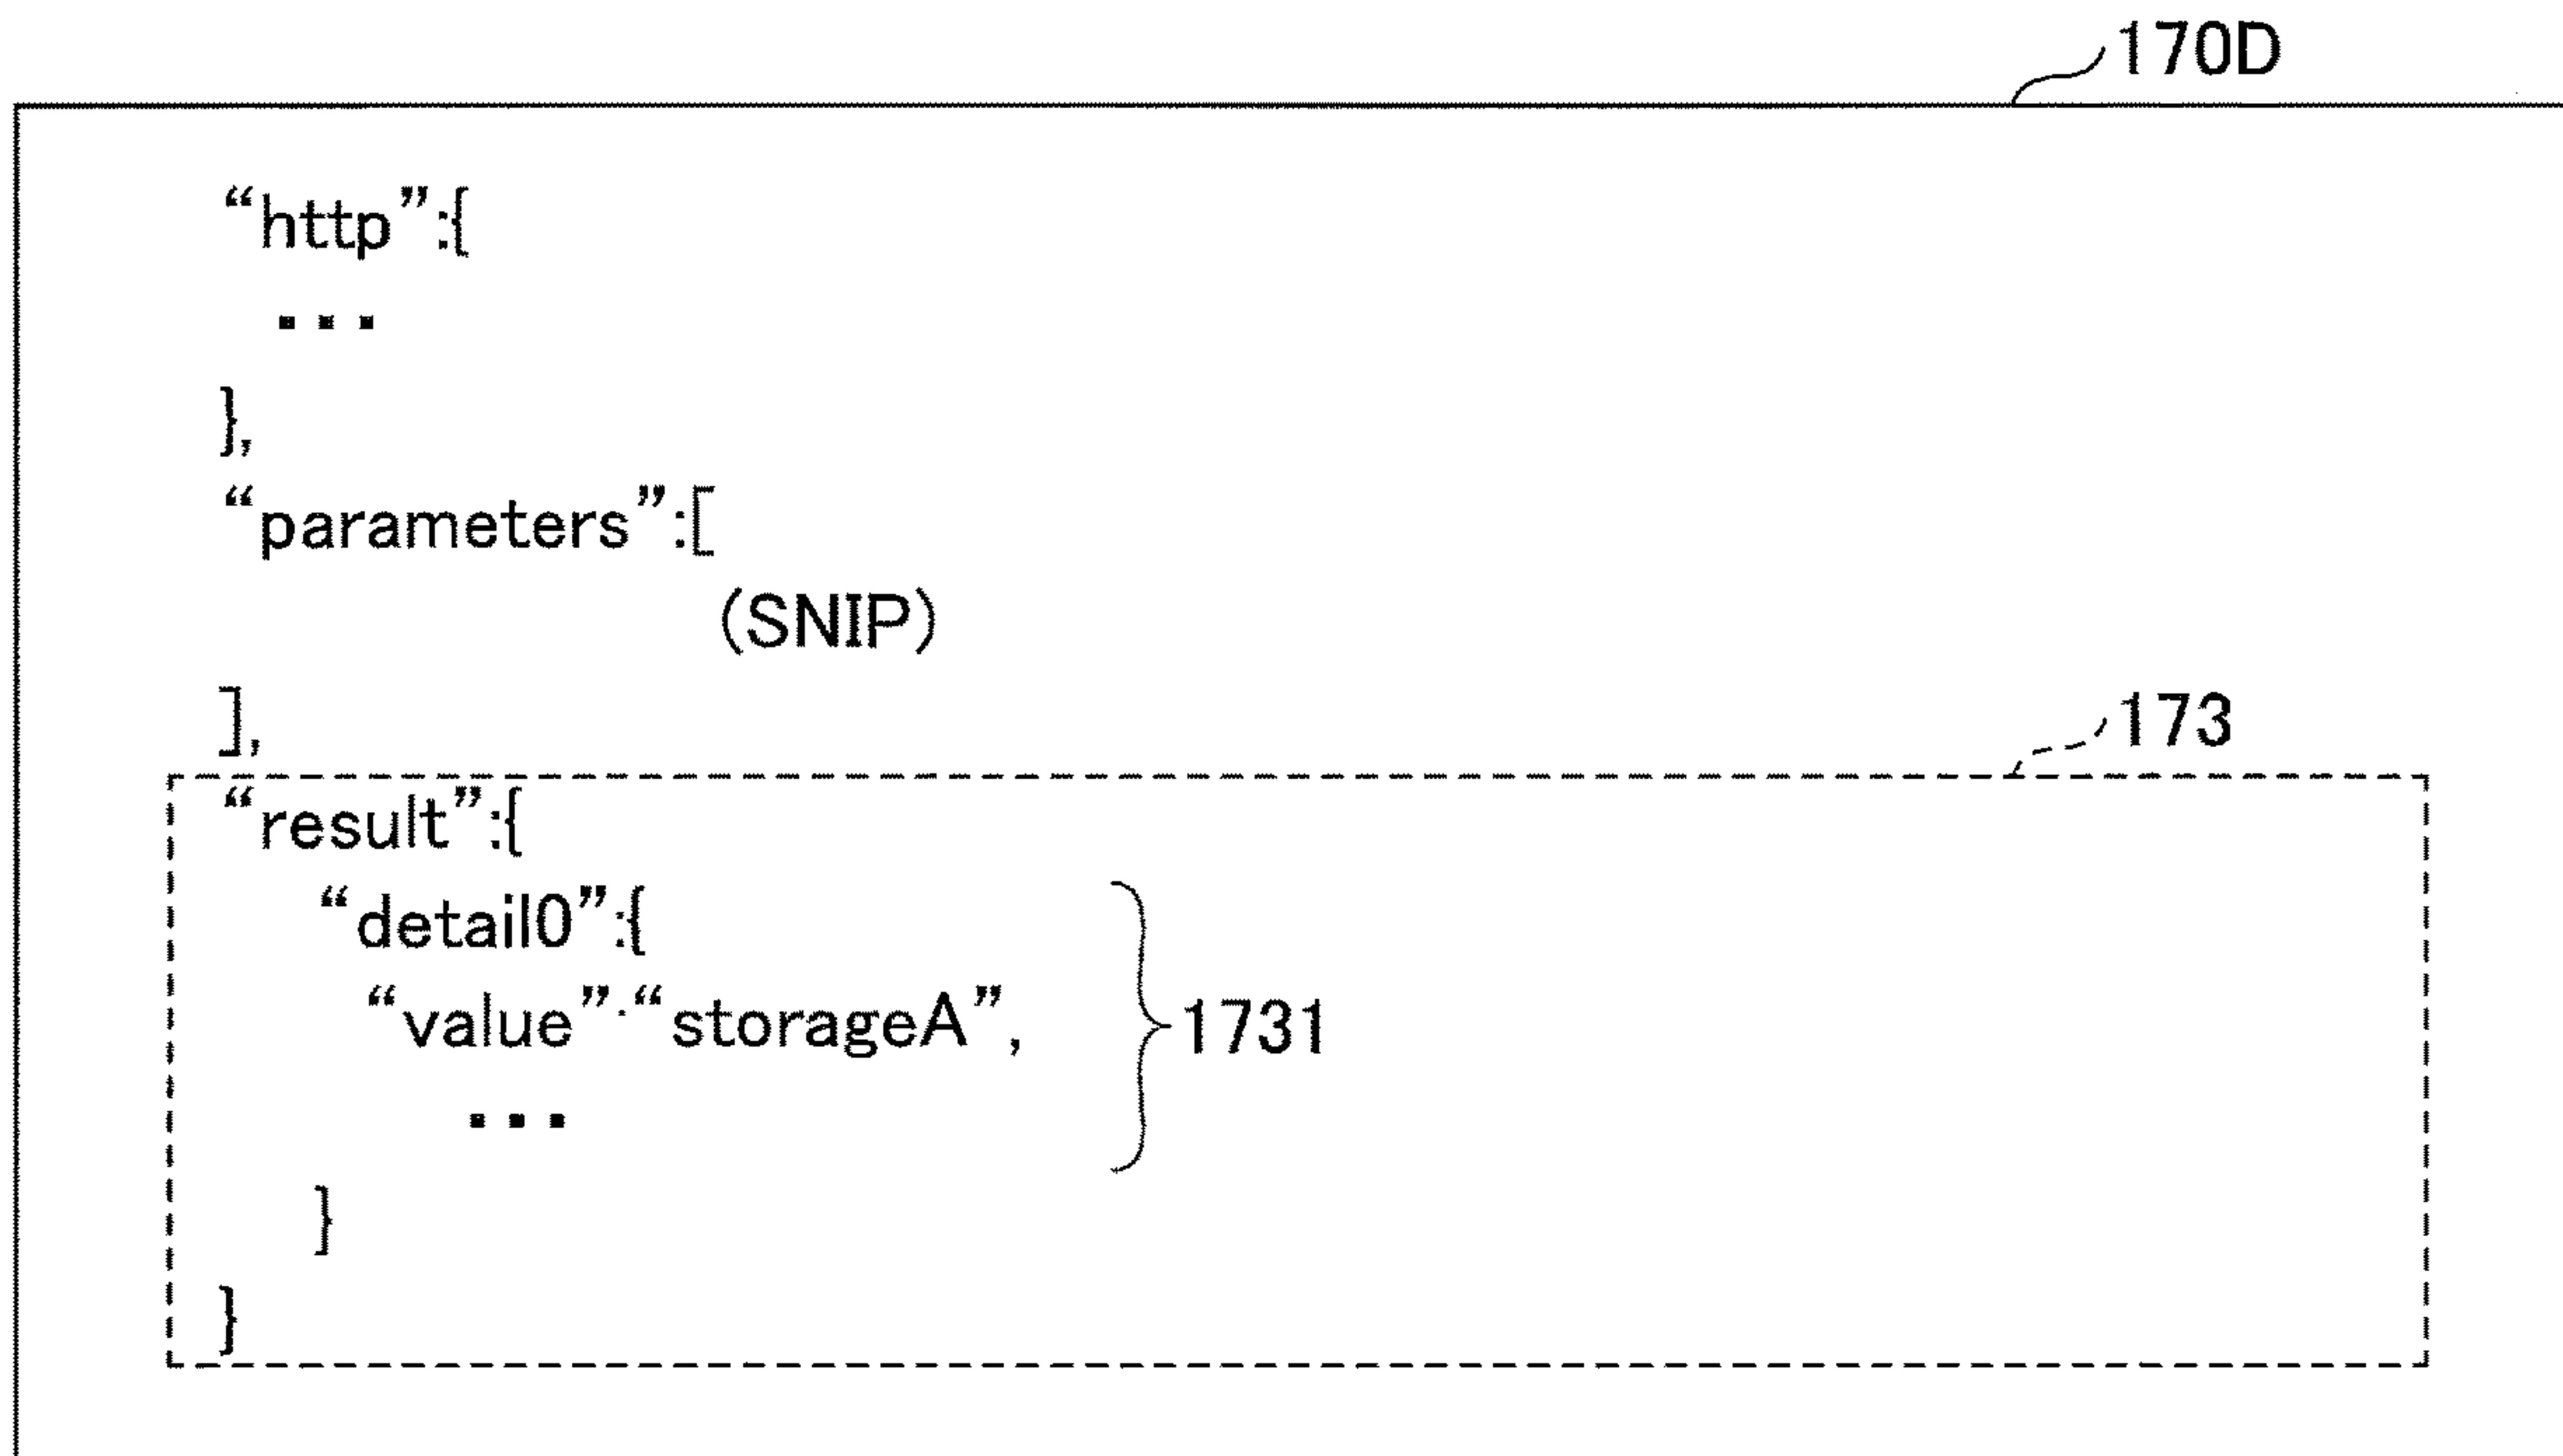 170D
“http”:{
...
},
“parameters”:[
(SNIP)
],
173
“result”:{
“detail0”:{
“value”:“storageA”,
...
1731
}
}